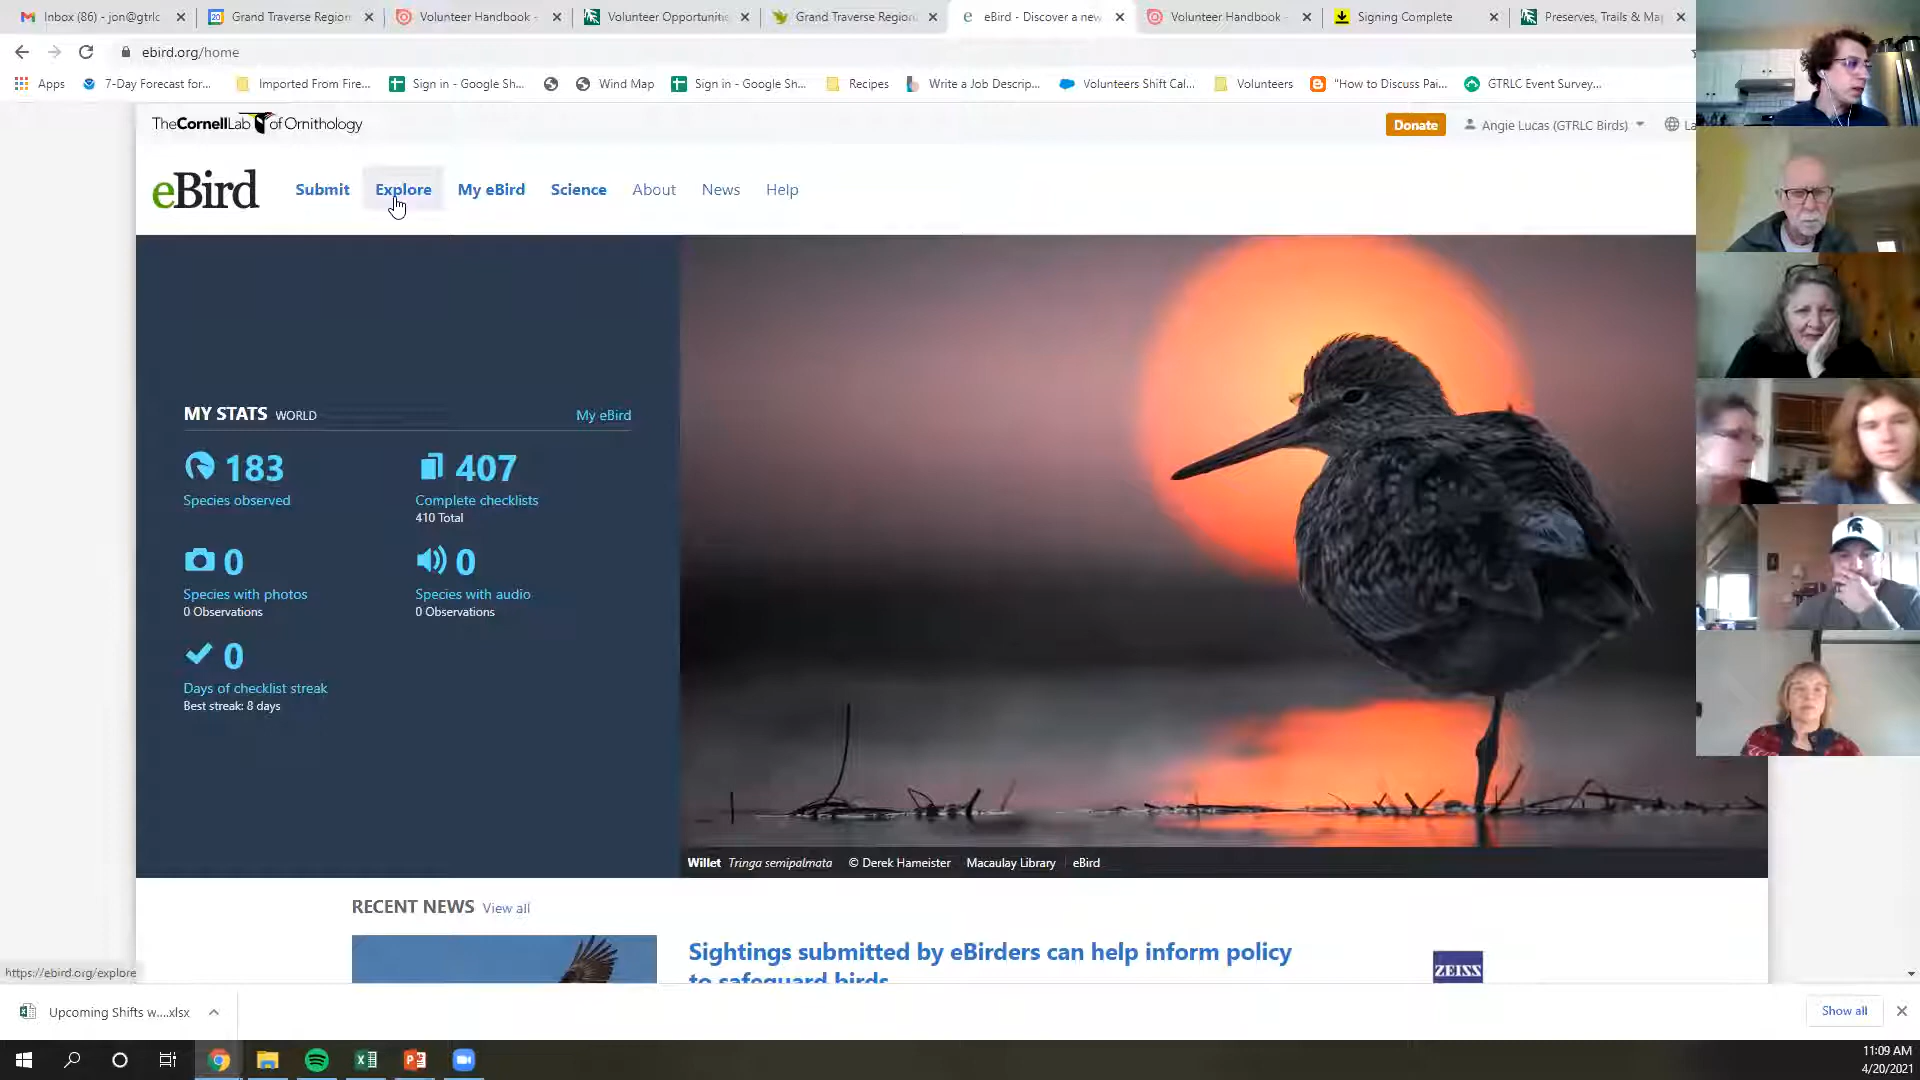 Inbox (86) - jon@gtrlc
Grand Traverse Region
Volunteer Handbook -
Volunteer Opportuniti
Grand Traverse Region
eBird - Discover a new
Volunteer Handbook -
Signing Complete
Preserves, Trails & Ma
ebird.org/home
Apps
7-Day Forecast for...
Imported From Fire...
Sign in - Google Sh...
Wind Map
Sign in - Google Sh...
Recipes
Write a Job Descrip...
Volunteers Shift Cal...
Volunteers
"How to Discuss Pai...
GTRLC Event Survey...
TheCornellLab of Ornithology
Donate
Angie Lucas (GTRLC Birds)
La
eBird
Submit
Explore
My eBird
Science
About
News
Help
MY STATS WORLD
My eBird
183
Species observed
407
Complete checklists
410 Total
0
Species with photos
0 Observations
0
Species with audio
0 Observations
0
Days of checklist streak
Best streak: 8 days
Willet Tringa semipalmata © Derek Hameister Macaulay Library eBird
RECENT NEWS View all
Sightings submitted by eBirders can help inform policy
to safeguard birds
ZEISS
https://ebird.org/explore
Upcoming Shifts w....xlsx
Show all
11:09 AM
4/20/2021